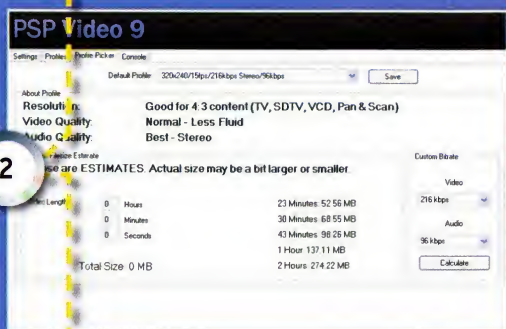 PSP Video 9
Settings Profiles Profile Picker Console
Default Profile 320x240/15fps/216kbps Stereo/96kbps Save
About Profile
Resolution: Good for 4:3 content (TV, SDTV, VCD, Pan & Scan)
Video Quality: Normal - Less Fluid
Audio Quality: Best - Stereo
Filesize Estimate Custom Bitrate
2
are ESTIMATES. Actual size may be a bit larger or smaller.
Video
Length 0 Hours 23 Minutes: 52.56 MB 216 kbps
0 Minutes 30 Minutes: 68.55 MB Audio
0 Seconds 43 Minutes: 98.26 MB 96 kbps
1 Hour: 137.11 MB
Total Size: 0 MB 2 Hours: 274.22 MB Calculate